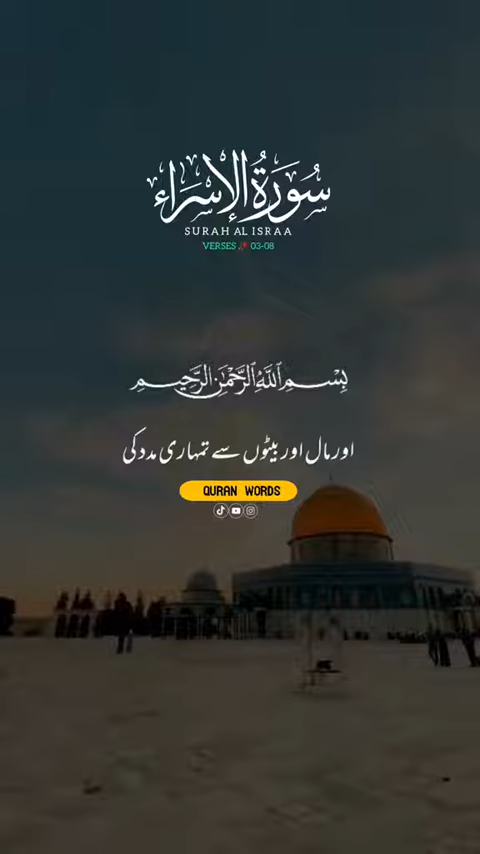 سُورَةُ الإِسْرَاء
SURAH AL ISRAA
VERSES 03-08
بِسْمِ اللَّهِ الرَّحْمَٰنِ الرَّحِيمِ
اور مال اور بیٹوں سے تمہاری مدد کی
QURAN WORDS